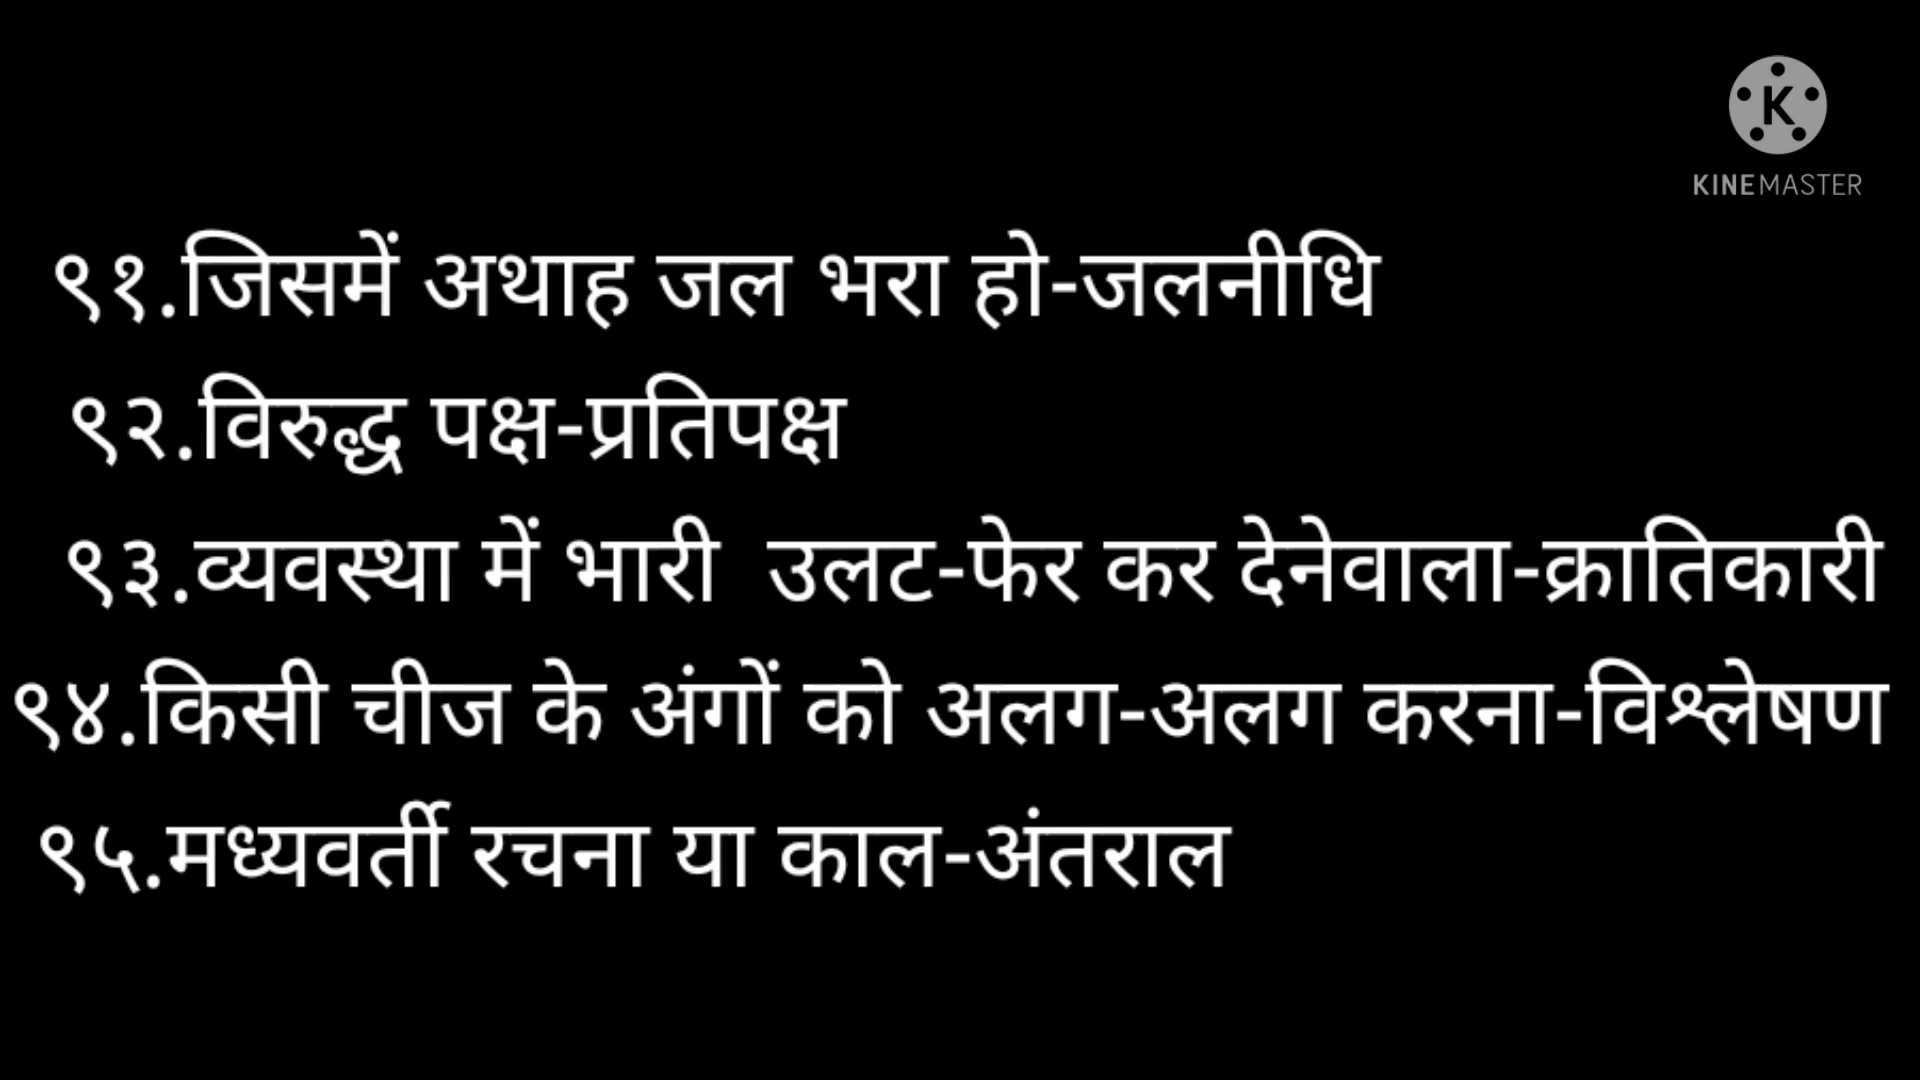 KINEMASTER
९१.जिसमें अथाह जल भरा हो-जलनीधि
९२.विरुद्ध पक्ष-प्रतिपक्ष
९३.व्यवस्था में भारी  उलट-फेर कर देनेवाला-क्रातिकारी
९४.किसी चीज के अंगों को अलग-अलग करना-विश्लेषण
९५.मध्यवर्ती रचना या काल-अंतराल